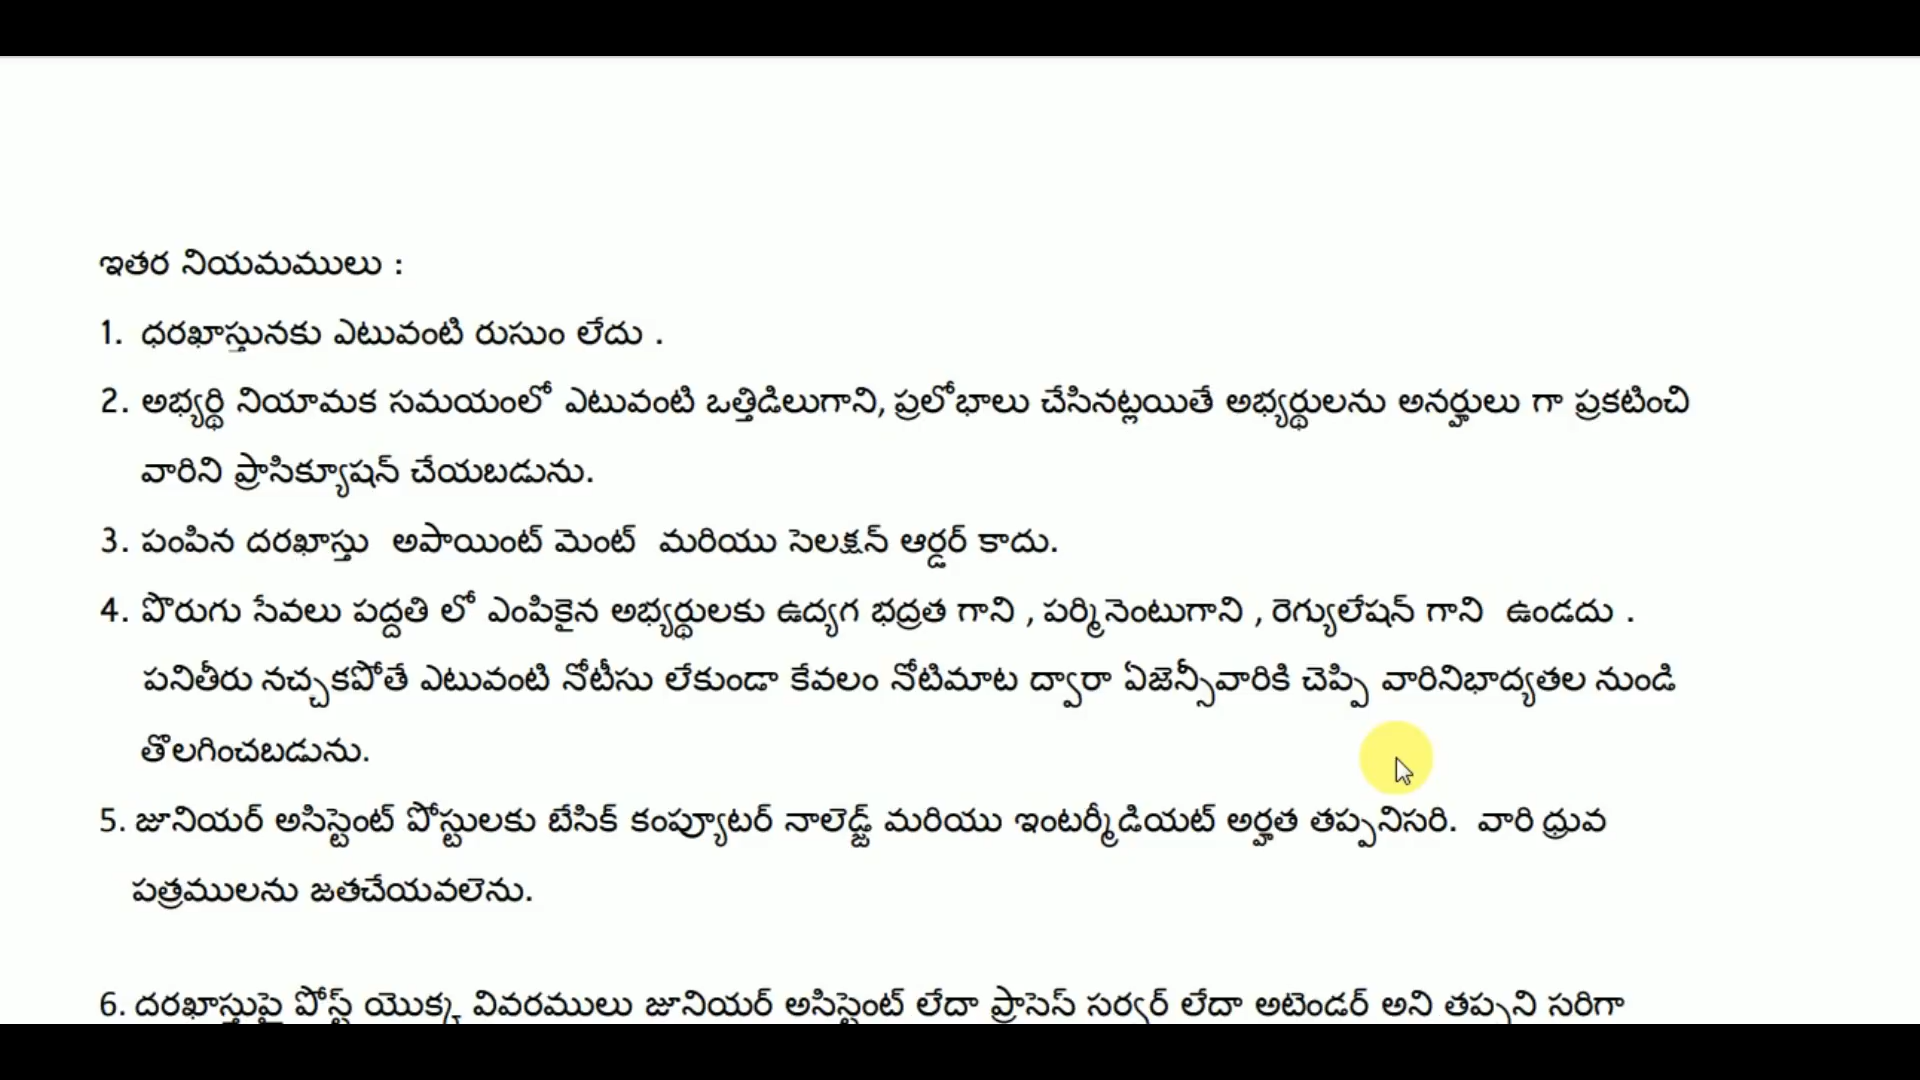 ఇతర నియమములు :
1. ధరఖాస్తునకు ఎటువంటి రుసుం లేదు .
2. అభ్యర్థి నియామక సమయంలో ఎటువంటి ఒత్తిడిలుగాని, ప్రలోభాలు చేసినట్లయితే అభ్యర్థులను అనర్హులు గా ప్రకటించి
వారిని ప్రాసిక్యూషన్ చేయబడును.
3. పంపిన దరఖాస్తు అపాయింట్ మెంట్ మరియు సెలక్షన్ ఆర్డర్ కాదు.
4. పొరుగు సేవలు పద్దతి లో ఎంపికైన అభ్యర్థులకు ఉద్యగ భద్రత గాని , పర్మినెంటుగాని , రెగ్యులేషన్ గాని ఉండదు .
పనితీరు నచ్చకపోతే ఎటువంటి నోటీసు లేకుండా కేవలం నోటిమాట ద్వారా ఏజెన్సీవారికి చెప్పి వారినిభాద్యతల నుండి
తొలగించబడును.
5. జూనియర్ అసిస్టెంట్ పోస్టులకు బేసిక్ కంప్యూటర్ నాలెడ్జ్ మరియు ఇంటర్మీడియట్ అర్హత తప్పనిసరి. వారి ధ్రువ
పత్రములను జతచేయవలెను.
6. దరఖాస్తుపై పోస్ట్ యొక్క వివరములు జూనియర్ అసిస్టెంట్ లేదా ప్రాసెస్ సర్వర్ లేదా అటెండర్ అని తప్పని సరిగా